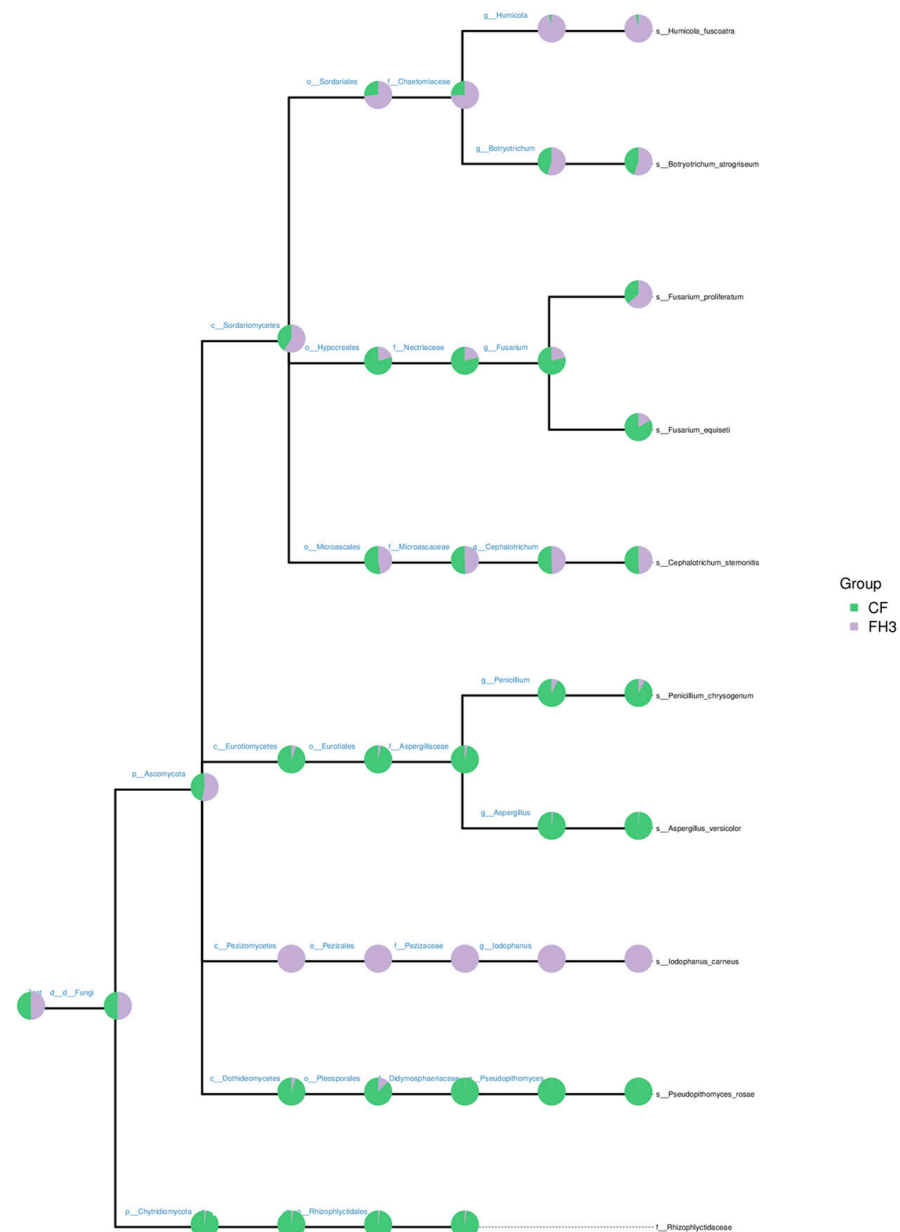 g__Humicola
s__Humicola_fuscoatra
o__Sordariales
f__Chaetomiaceae
g__Botryotrichum
s__Botryotrichum_atrogriseum
s__Fusarium_proliferatum
c__Sordariomycetes
o__Hypocreales
f__Nectriaceae
g__Fusarium
s__Fusarium_equiseti
o__Microascales
f__Microascaceae
g__Cephalotrichum
s__Cephalotrichum_stemonitis
Group
CF
FH3
g__Penicillium
s__Penicillium_chrysogenum
c__Eurotiomycetes
o__Eurotiales
f__Aspergillaceae
p__Ascomycota
g__Aspergillus
s__Aspergillus_versicolor
c__Pezizomycetes
o__Pezizales
f__Pezizaceae
g__Iodophanus
s__Iodophanus_carneus
d__d__Fungi
c__Dothideomycetes
o__Pleosporales
Didymosphaeriaceae
Pseudopithomyces
s__Pseudopithomyces_rosae
p__Chytridiomycota
o__Rhizophlyctidales
f__Rhizophlyctidaceae